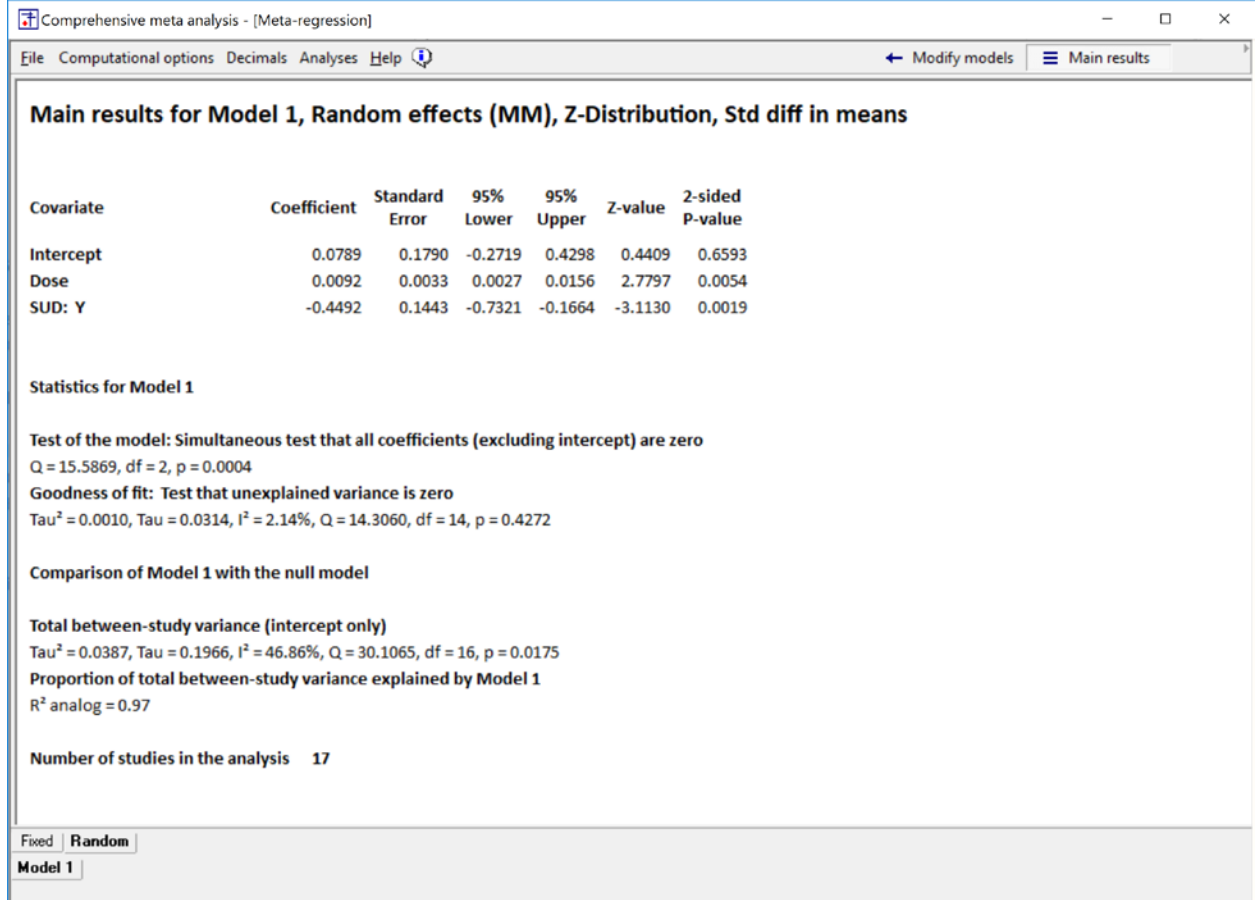 Comprehensive meta analysis - [Meta-regression]
File Computational options Decimals Analyses Help Modify models Main results
Main results for Model 1, Random effects (MM), Z-Distribution, Std diff in means
Covariate Coefficient Standard Error 95% Lower 95% Upper Z-value 2-sided P-value
Intercept 0.0789 0.1790 -0.2719 0.4298 0.4409 0.6593
Dose 0.0092 0.0033 0.0027 0.0156 2.7797 0.0054
SUD: Y -0.4492 0.1443 -0.7321 -0.1664 -3.1130 0.0019
Statistics for Model 1
Test of the model: Simultaneous test that all coefficients (excluding intercept) are zero
Q = 15.5869, df = 2, p = 0.0004
Goodness of fit: Test that unexplained variance is zero
Tau² = 0.0010, Tau = 0.0314, I² = 2.14%, Q = 14.3060, df = 14, p = 0.4272
Comparison of Model 1 with the null model
Total between-study variance (intercept only)
Tau² = 0.0387, Tau = 0.1966, I² = 46.86%, Q = 30.1065, df = 16, p = 0.0175
Proportion of total between-study variance explained by Model 1
R² analog = 0.97
Number of studies in the analysis 17
Fixed Random
Model 1